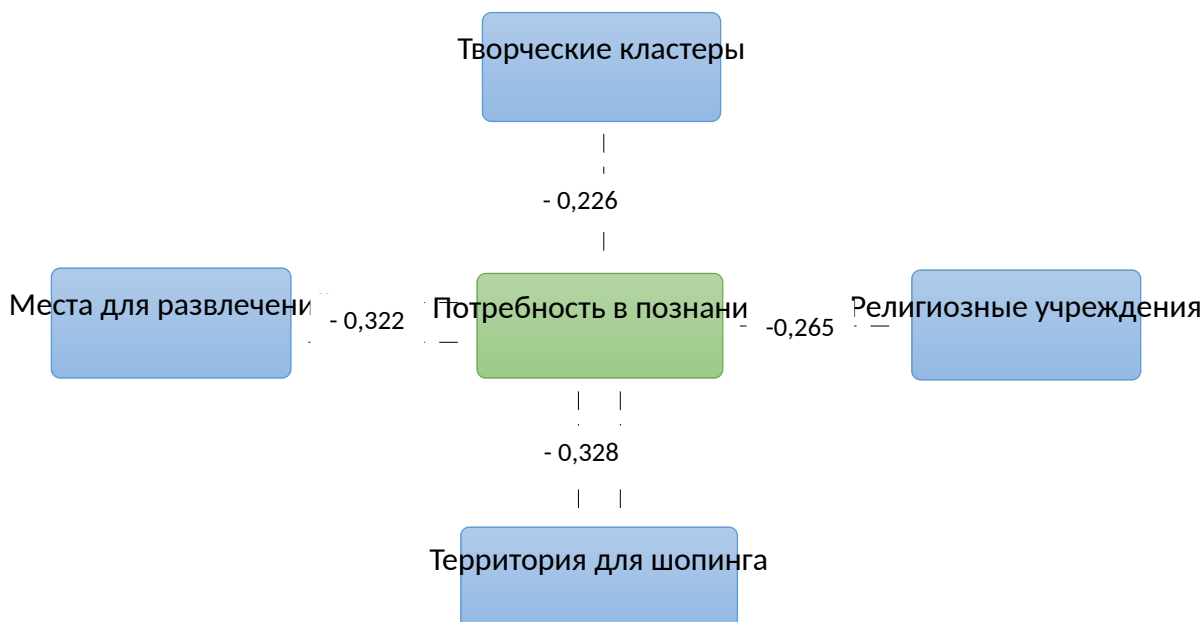 Творческие кластеры
- 0,226
Места для развлечени
- 0,322
Потребность в познани
-0,265
Религиозные учреждения
- 0,328
Территория для шопинга